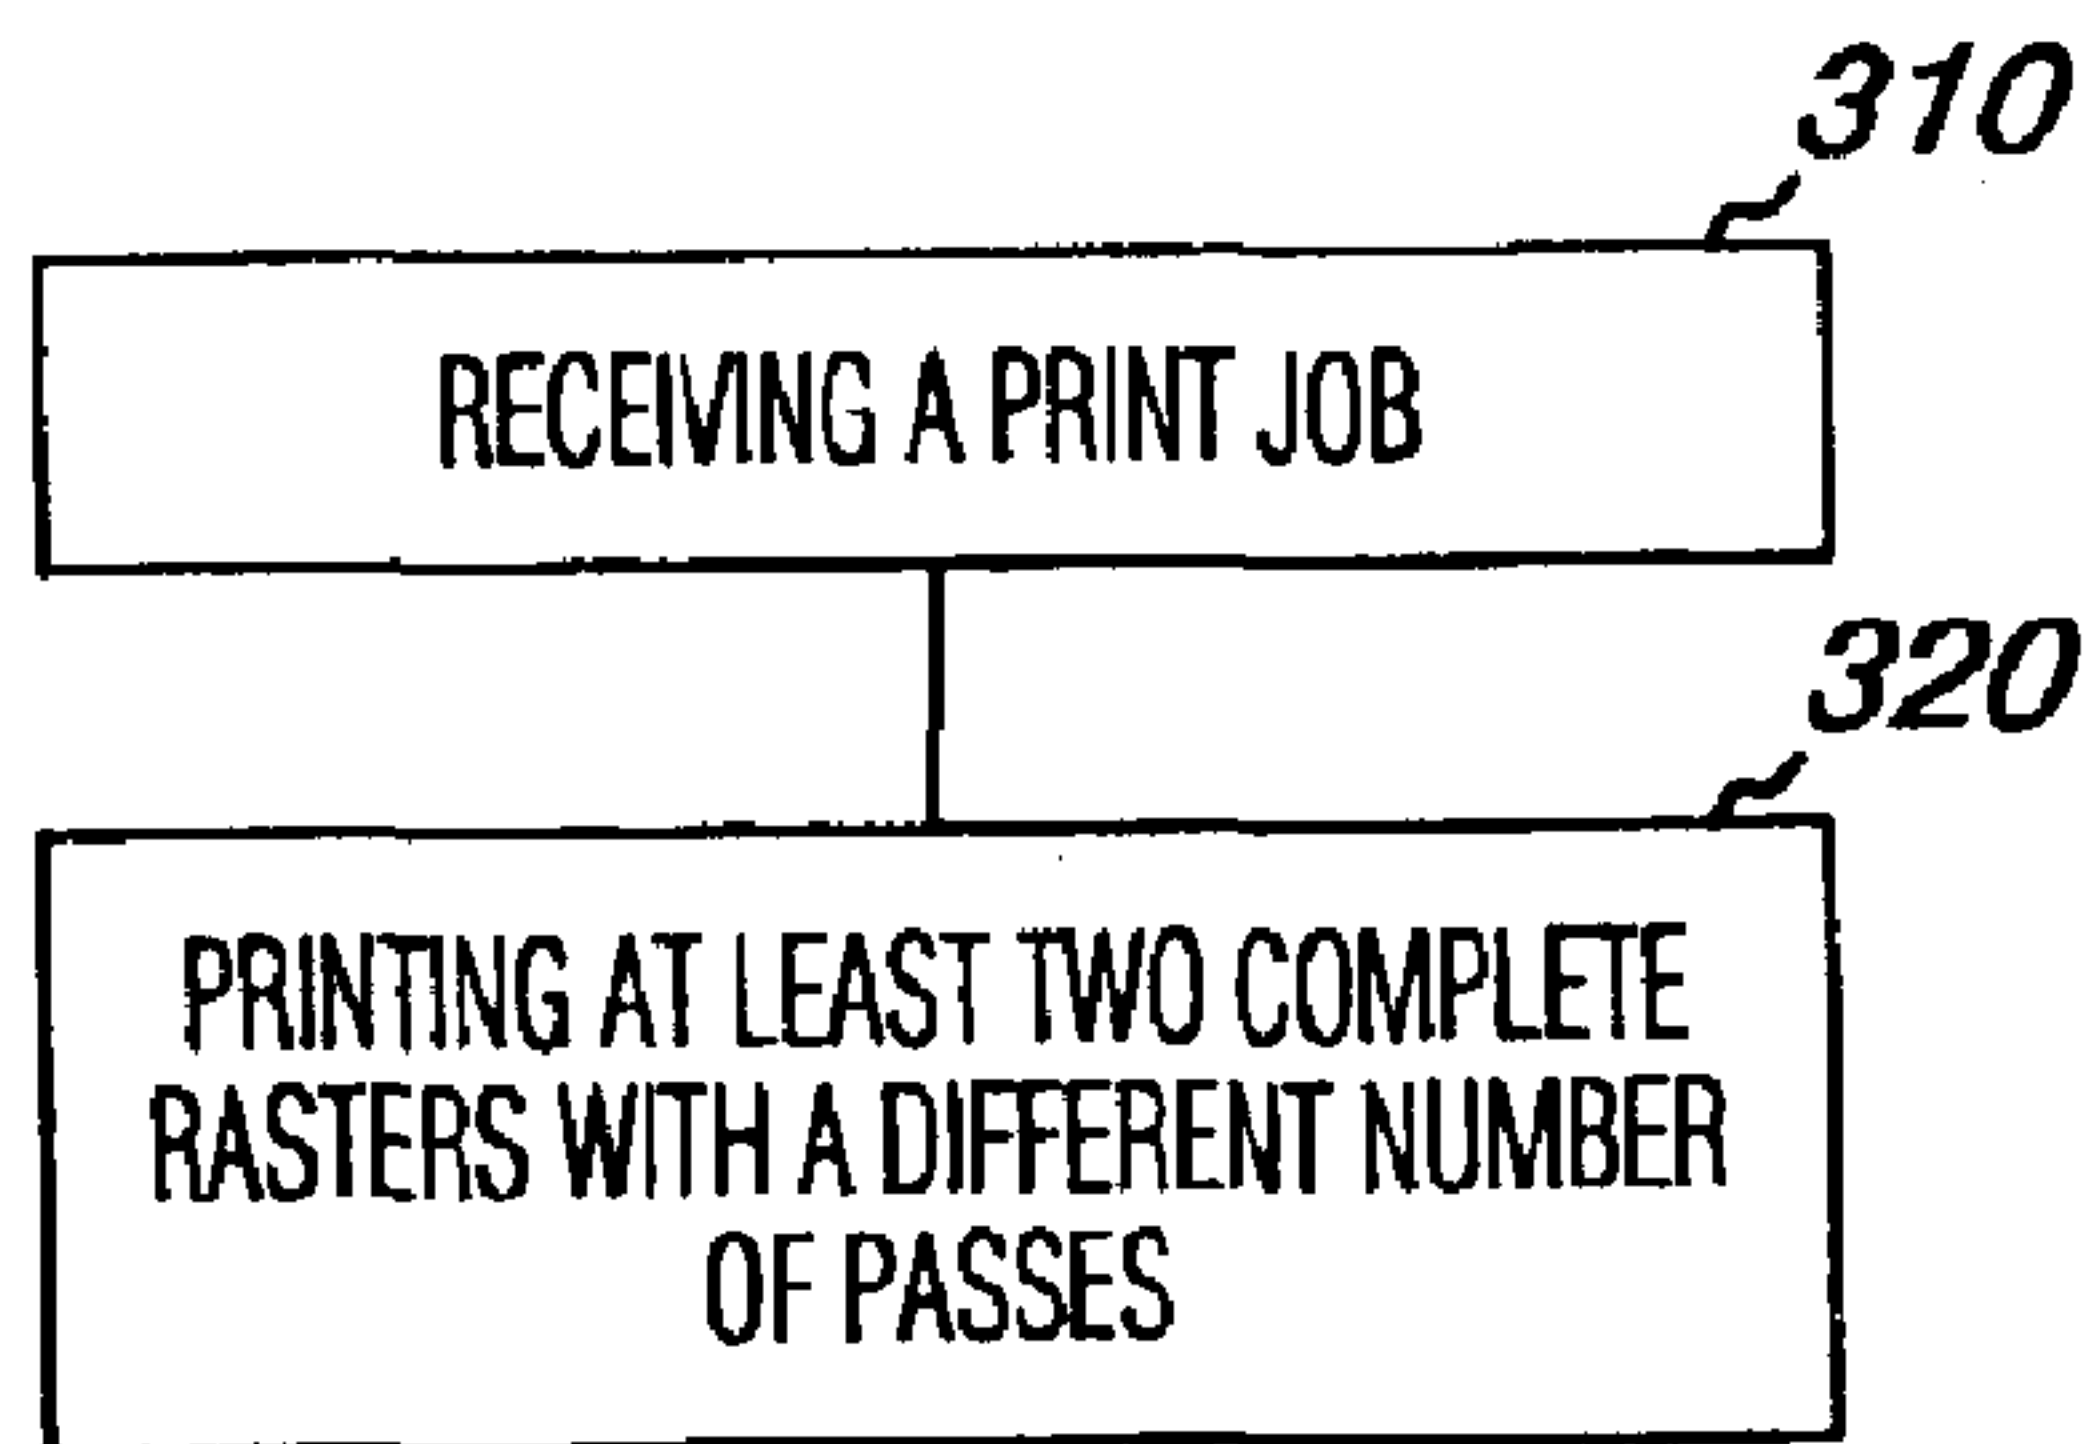 310
RECEIVING A PRINT JOB
320
PRINTING AT LEAST TWO COMPLETE
RASTERS WITH A DIFFERENT NUMBER
OF PASSES